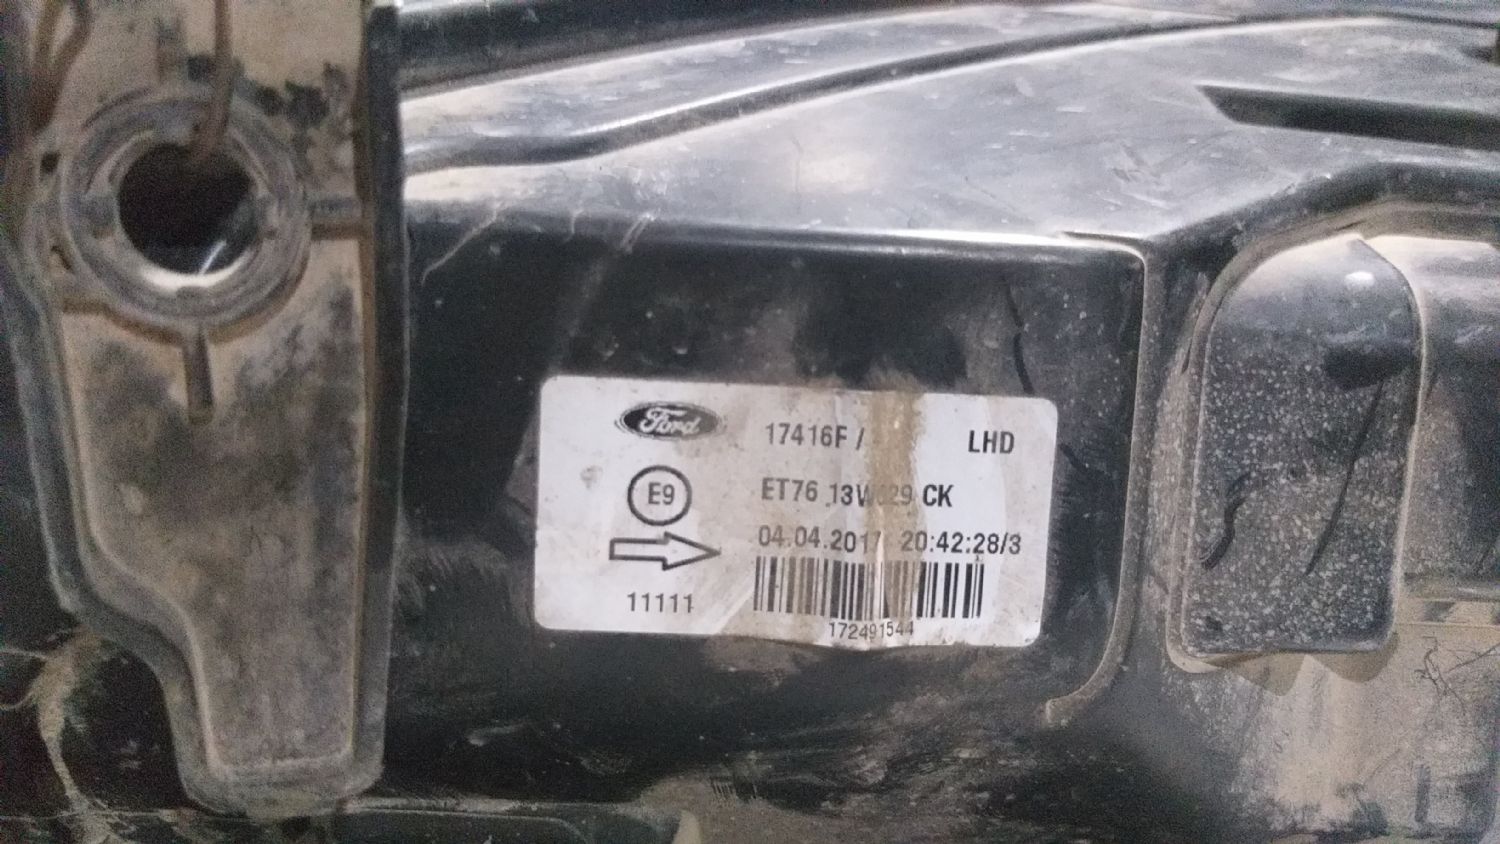 Ford
17416F / LHD
E9
ET76 13W029 CK
04.04.2017 20:42:28/3
11111
172491544